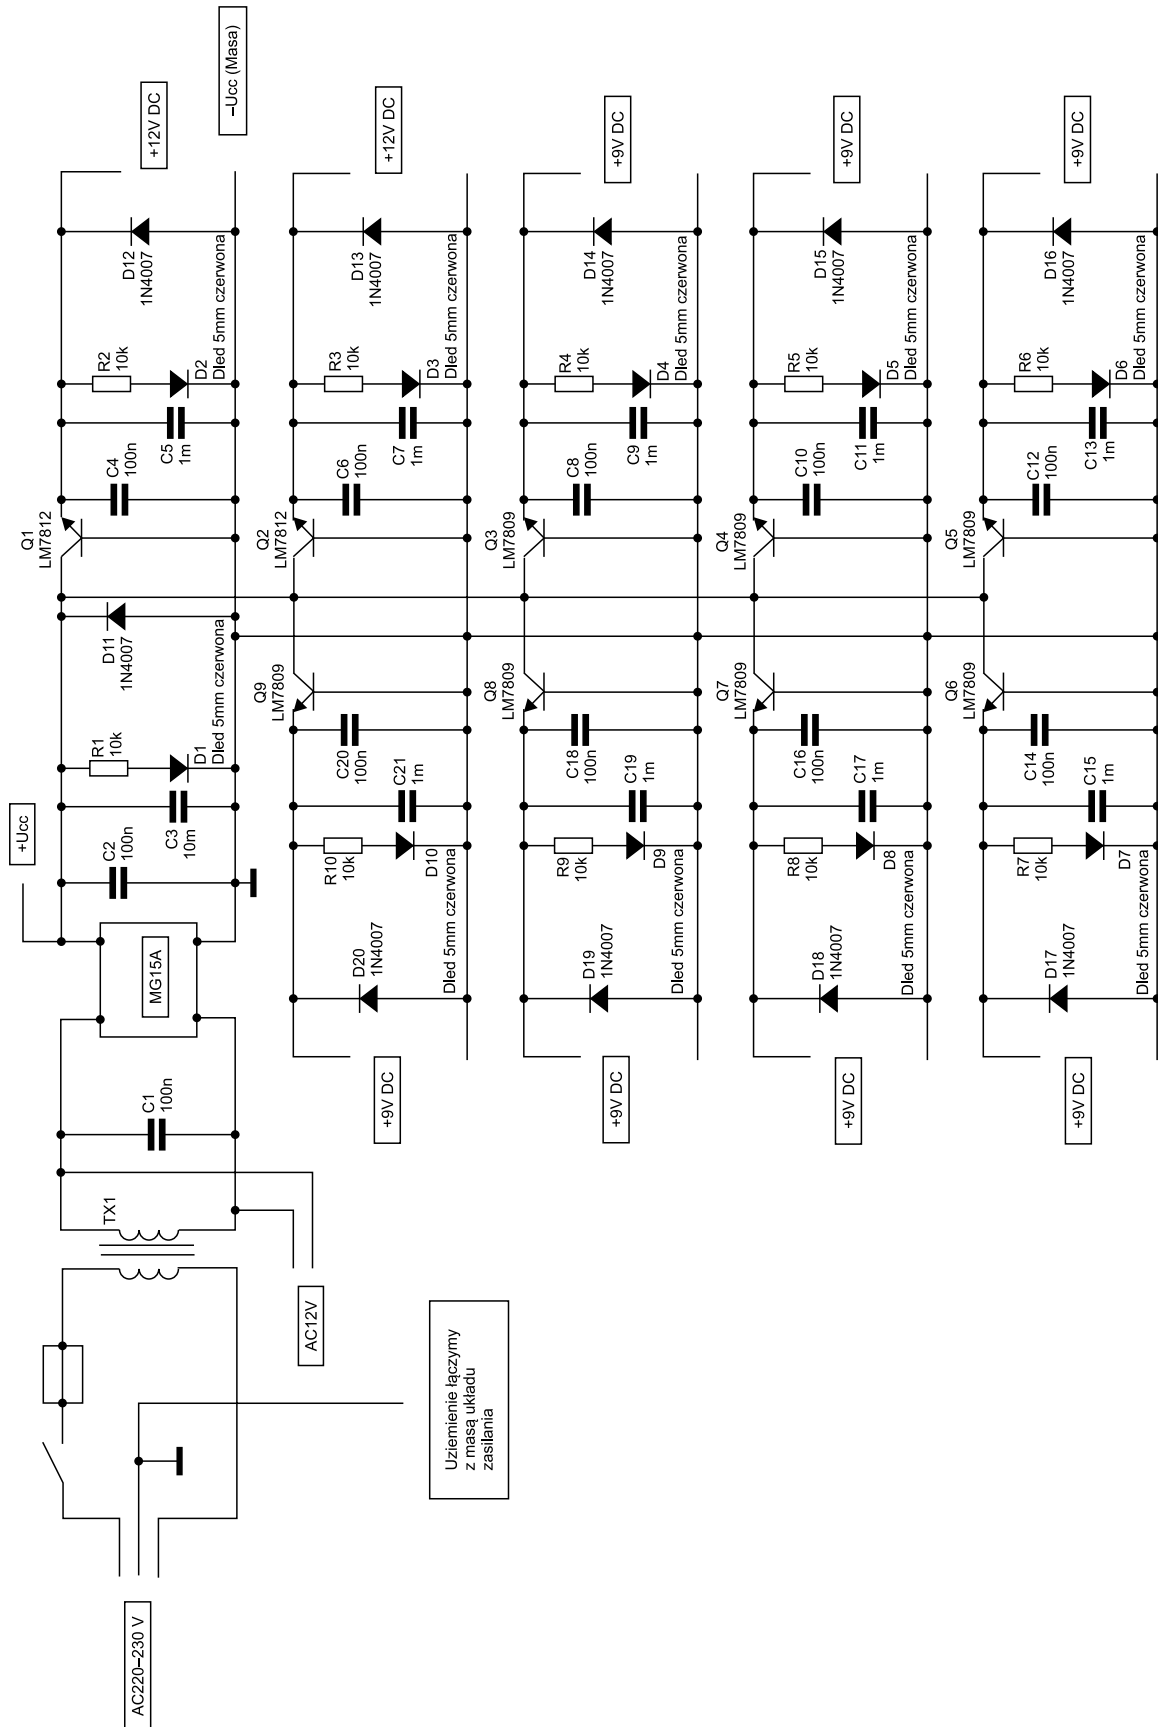 AC220–230 V
Uziemienie łączymy
z masą układu
zasilania
AC12V
TX1
C1
100n
MG15A
+Ucc
C2
100n
C3
10m
R1
10k
D1
Dled 5mm czerwona
D11
1N4007
Q1
LM7812
C4
100n
C5
1m
R2
10k
D2
Dled 5mm czerwona
D12
1N4007
+12V DC
–Ucc (Masa)
+9V DC
D20
1N4007
R10
10k
D10
Dled 5mm czerwona
C21
1m
C20
100n
Q9
LM7809
Q2
LM7812
C6
100n
C7
1m
R3
10k
D3
Dled 5mm czerwona
D13
1N4007
+12V DC
+9V DC
D19
1N4007
R9
10k
D9
Dled 5mm czerwona
C19
1m
C18
100n
Q8
LM7809
Q3
LM7809
C8
100n
C9
1m
R4
10k
D4
Dled 5mm czerwona
D14
1N4007
+9V DC
+9V DC
D18
1N4007
R8
10k
D8
Dled 5mm czerwona
C17
1m
C16
100n
Q7
LM7809
Q4
LM7809
C10
100n
C11
1m
R5
10k
D5
Dled 5mm czerwona
D15
1N4007
+9V DC
+9V DC
D17
1N4007
R7
10k
D7
Dled 5mm czerwona
C15
1m
C14
100n
Q6
LM7809
Q5
LM7809
C12
100n
C13
1m
R6
10k
D6
Dled 5mm czerwona
D16
1N4007
+9V DC